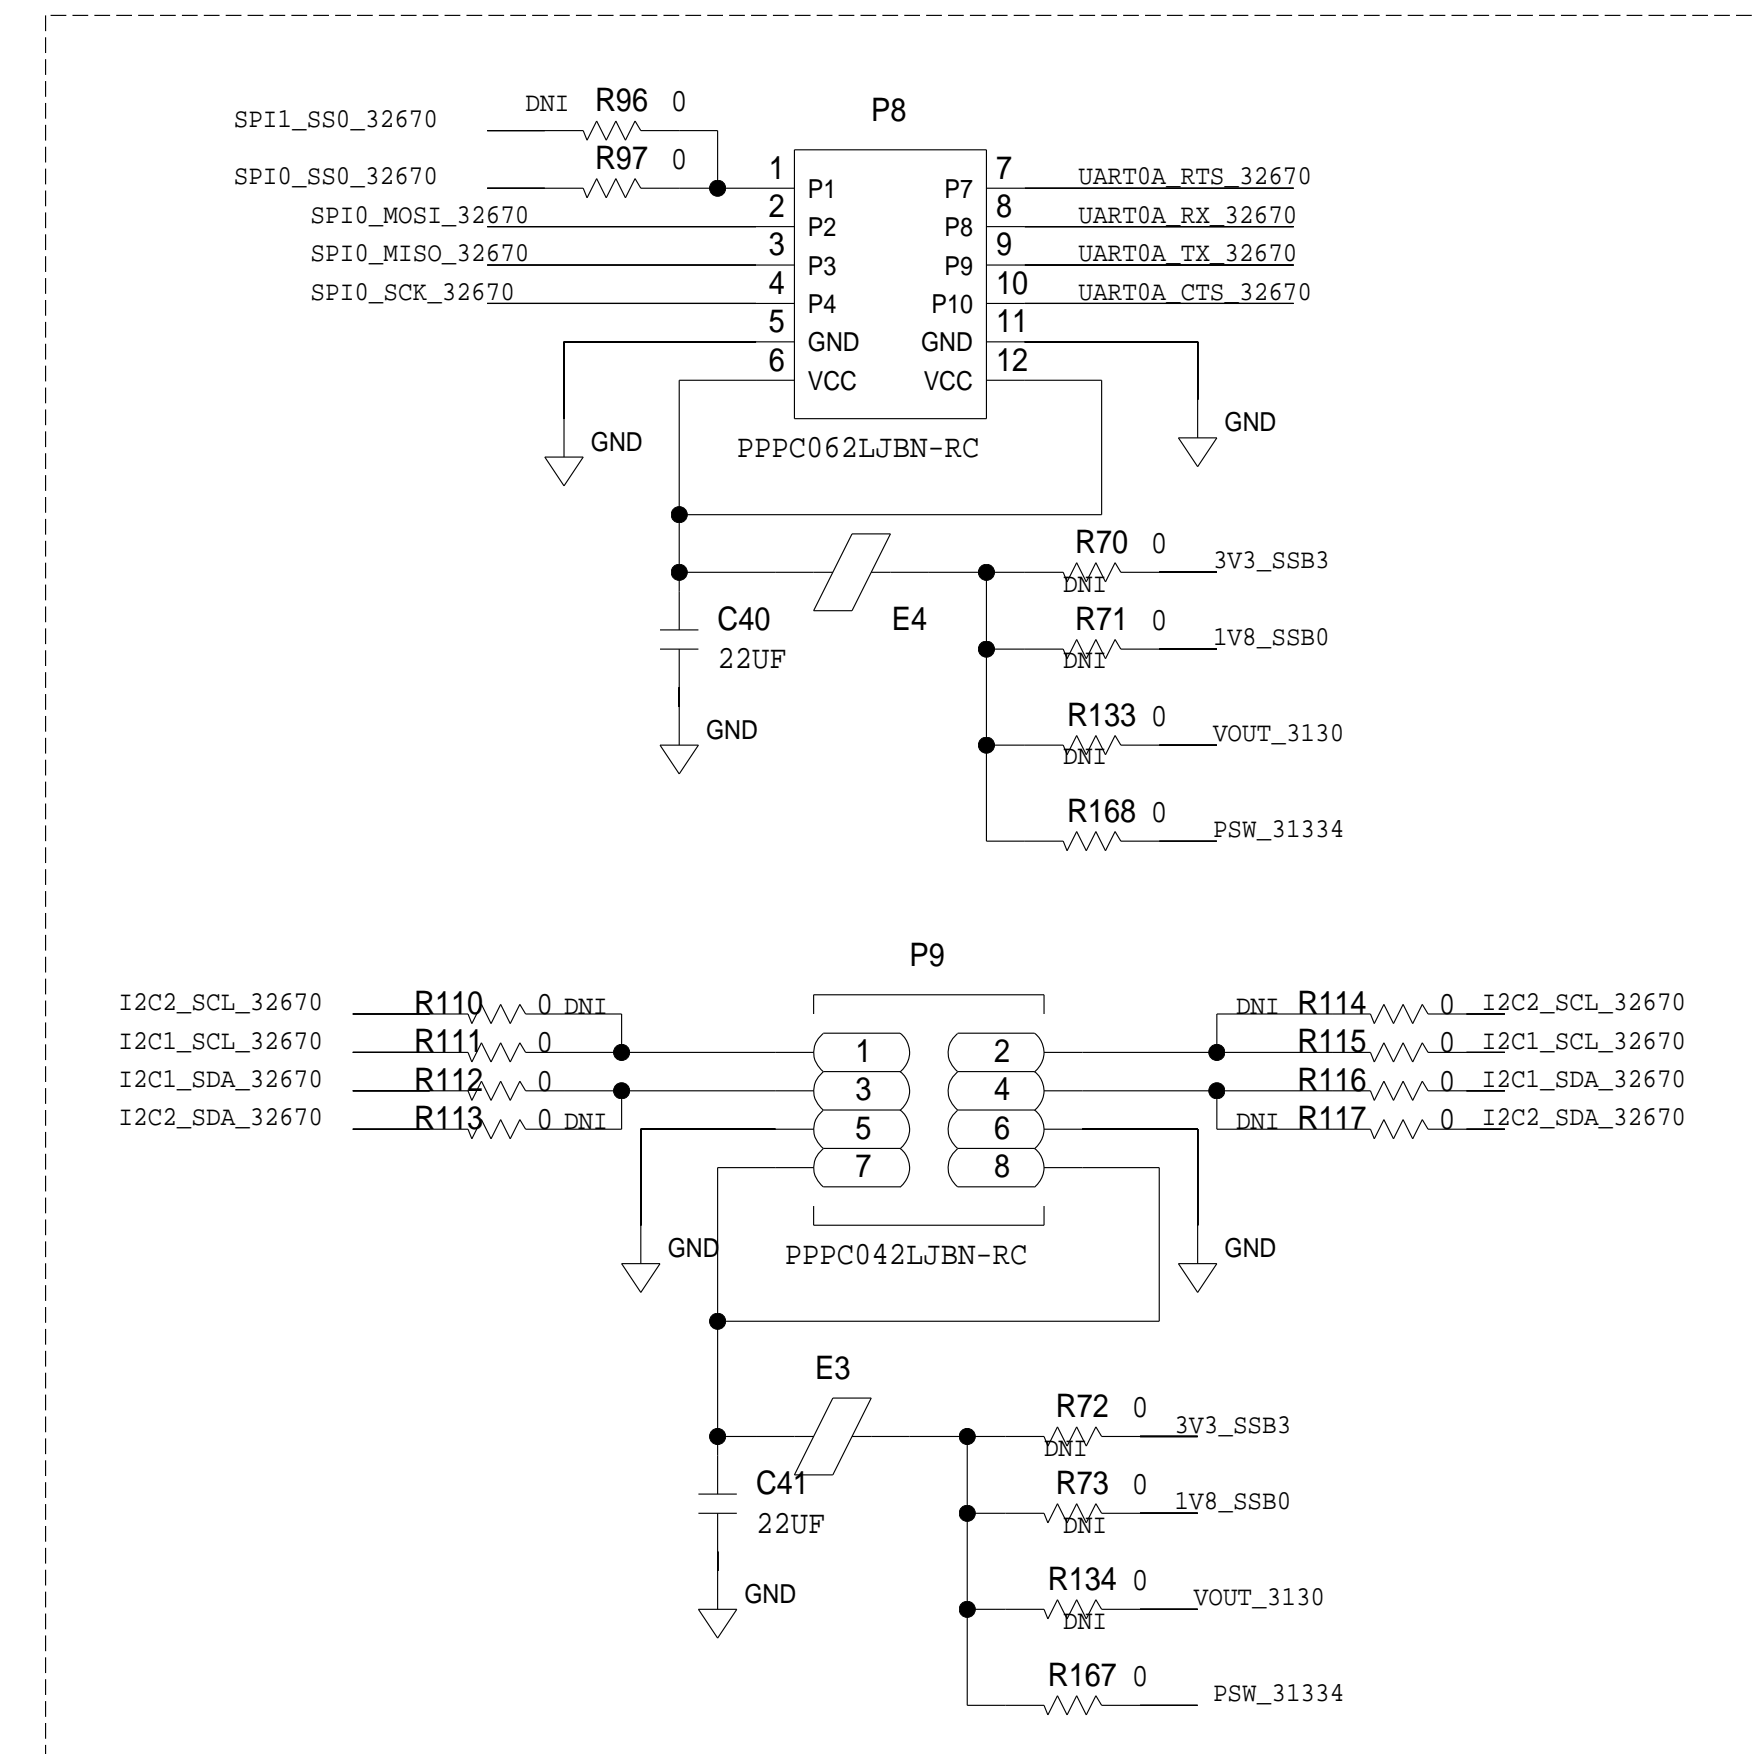 DNI R96 0
SPI1_SS0_32670
P8
R97 0
SPI0_SS0_32670
1 P1 P7 7 UART0A_RTS_32670
SPI0_MOSI_32670 2 P2 P8 8 UART0A_RX_32670
SPI0_MISO_32670 3 P3 P9 9 UART0A_TX_32670
SPI0_SCK_32670 4 P4 P10 10 UART0A_CTS_32670
5 GND GND 11
6 VCC VCC 12
GND GND
PPPC062LJBN-RC
R70 0 3V3_SSB3
DNI
C40 E4 R71 0 1V8_SSB0
22UF DNI
GND R133 0 VOUT_3130
DNI
R168 0 PSW_31334
P9
I2C2_SCL_32670 R110 0 DNI DNI R114 0 I2C2_SCL_32670
I2C1_SCL_32670 R111 0 1 2 R115 0 I2C1_SCL_32670
I2C1_SDA_32670 R112 0 3 4 R116 0 I2C1_SDA_32670
I2C2_SDA_32670 R113 0 DNI 5 6 DNI R117 0 I2C2_SDA_32670
7 8
GND PPPC042LJBN-RC GND
E3
R72 0 3V3_SSB3
DNI
C41 R73 0 1V8_SSB0
22UF DNI
GND R134 0 VOUT_3130
DNI
R167 0 PSW_31334